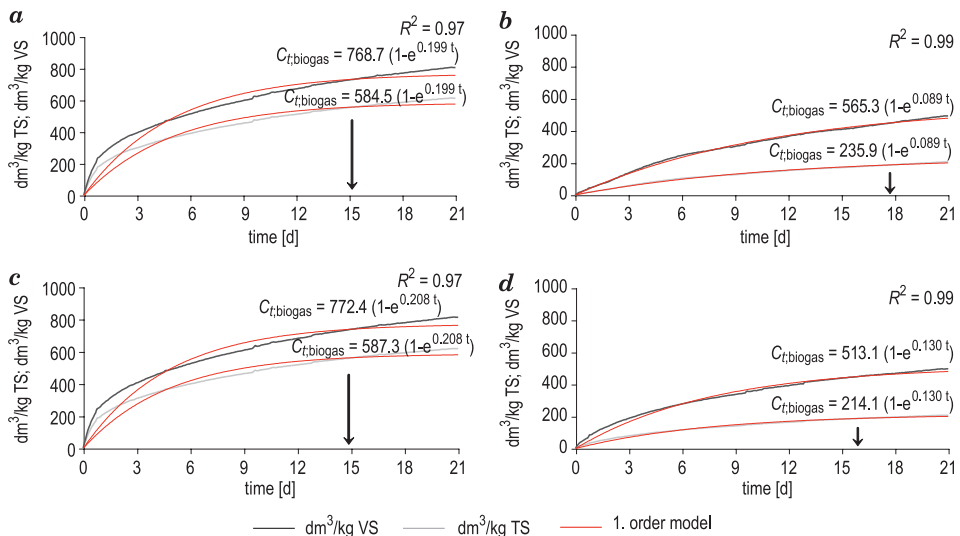 a
R² = 0.97
dm³/kg TS; dm³/kg VS
1000
800
600
400
200
0
C_t;biogas = 768.7 (1-e^0.199 t)
C_t;biogas = 584.5 (1-e^0.199 t)
0 3 6 9 12 15 18 21
time [d]
b
R² = 0.99
dm³/kg TS; dm³/kg VS
1000
800
600
400
200
0
C_t;biogas = 565.3 (1-e^0.089 t)
C_t;biogas = 235.9 (1-e^0.089 t)
0 3 6 9 12 15 18 21
time [d]
c
R² = 0.97
dm³/kg TS; dm³/kg VS
1000
800
600
400
200
0
C_t;biogas = 772.4 (1-e^0.208 t)
C_t;biogas = 587.3 (1-e^0.208 t)
0 3 6 9 12 15 18 21
time [d]
d
R² = 0.99
dm³/kg TS; dm³/kg VS
1000
800
600
400
200
0
C_t;biogas = 513.1 (1-e^0.130 t)
C_t;biogas = 214.1 (1-e^0.130 t)
0 3 6 9 12 15 18 21
time [d]
dm³/kg VS dm³/kg TS 1. order model